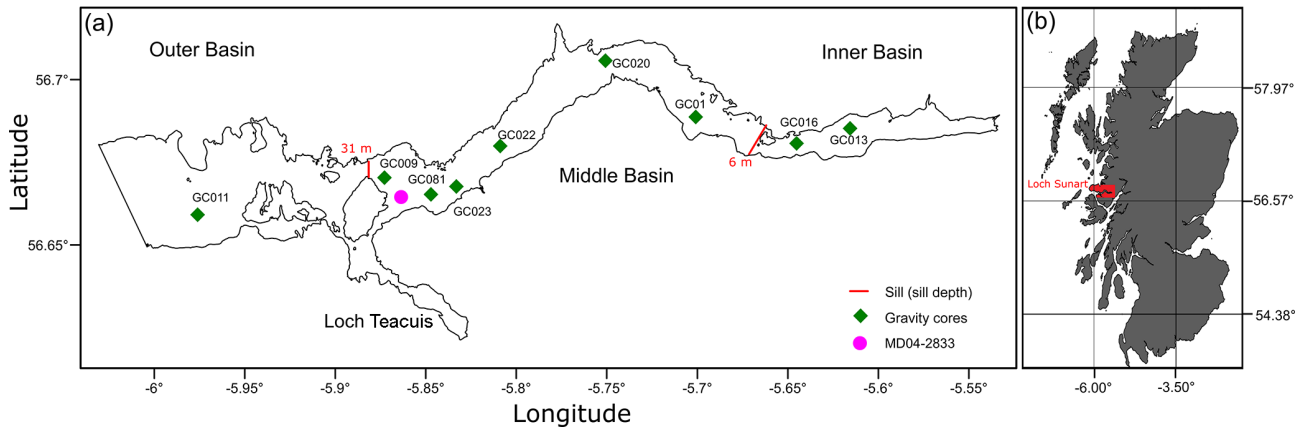 (a)
Outer Basin
Inner Basin
Middle Basin
Loch Teacuis
GC020
GC01
GC016
GC013
GC022
31 m
6 m
GC009
GC081
GC023
GC011
Sill (sill depth)
Gravity cores
MD04-2833
Latitude
56.7°
56.65°
-6°
-5.95°
-5.9°
-5.85°
-5.8°
-5.75°
-5.7°
-5.65°
-5.6°
-5.55°
Longitude
(b)
Loch Sunart
57.97°
56.57°
54.38°
-6.00°
-3.50°